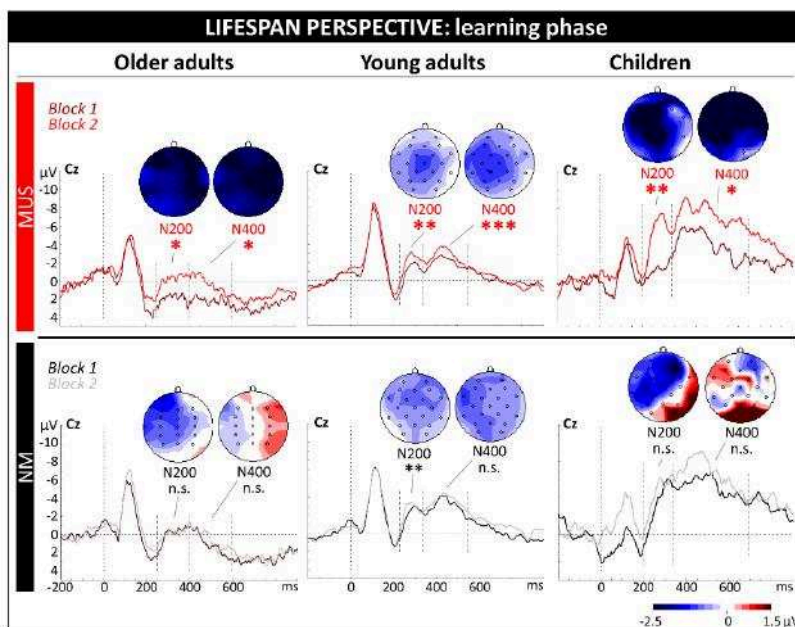 LIFESPAN PERSPECTIVE: learning phase
Older adults Young adults Children
MUS
Block 1
Block 2
µV Cz Cz Cz
-10
-8
-6
-4
-2
0
2
4
N200 N400 N200 N400 N200 N400
* * ** *** ** *
NM
Block 1
Block 2
µV Cz Cz Cz
-10
-8
-6
-4
-2
0
2
4
N200 N400 N200 N400 N200 N400
n.s. n.s. ** n.s. n.s. n.s.
-5
-200 0 200 400 600 ms 0 200 400 600 ms 0 200 400 600 ms
-2.5 0 1.5 µV